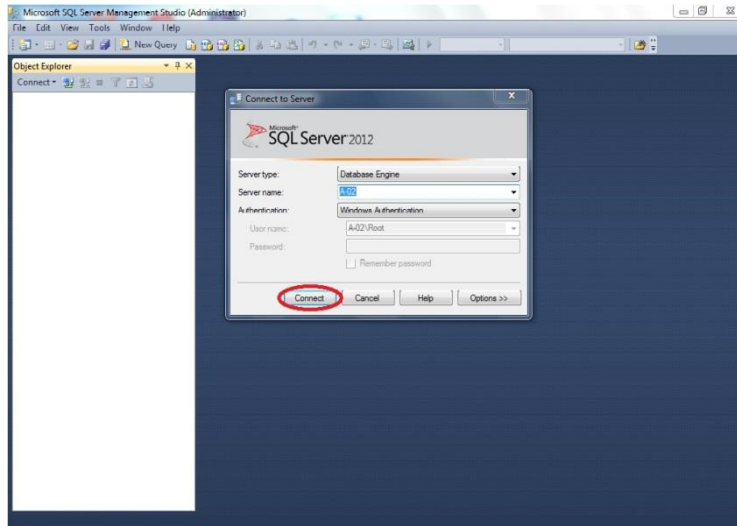 Microsoft SQL Server Management Studio (Administrator)
File Edit View Tools Window Help
New Query
Object Explorer
Connect
Connect to Server
Microsoft
SQL Server 2012
Server type: Database Engine
Server name: A-02
Authentication: Windows Authentication
User name: A-02\Root
Password:
Remember password
Connect Cancel Help Options >>